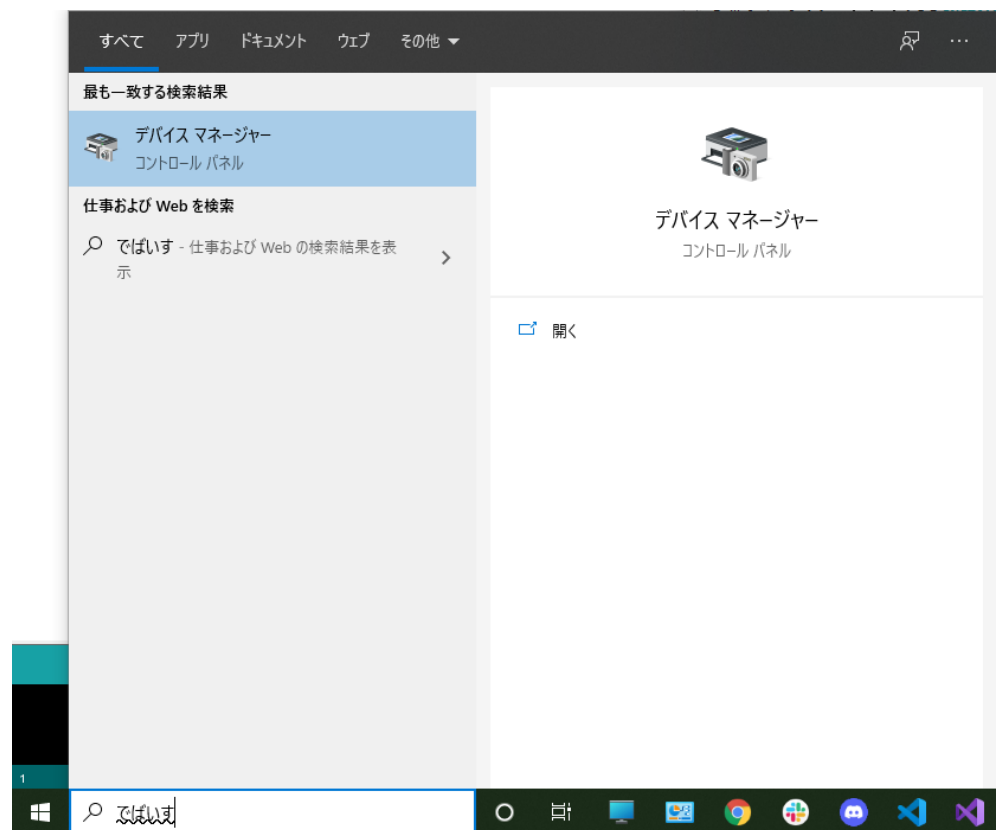 すべて アプリ ドキュメント ウェブ その他
最も一致する検索結果
デバイス マネージャー
コントロール パネル
仕事および Web を検索
でばいす - 仕事および Web の検索結果を表
示
デバイス マネージャー
コントロール パネル
開く
1
でばいす